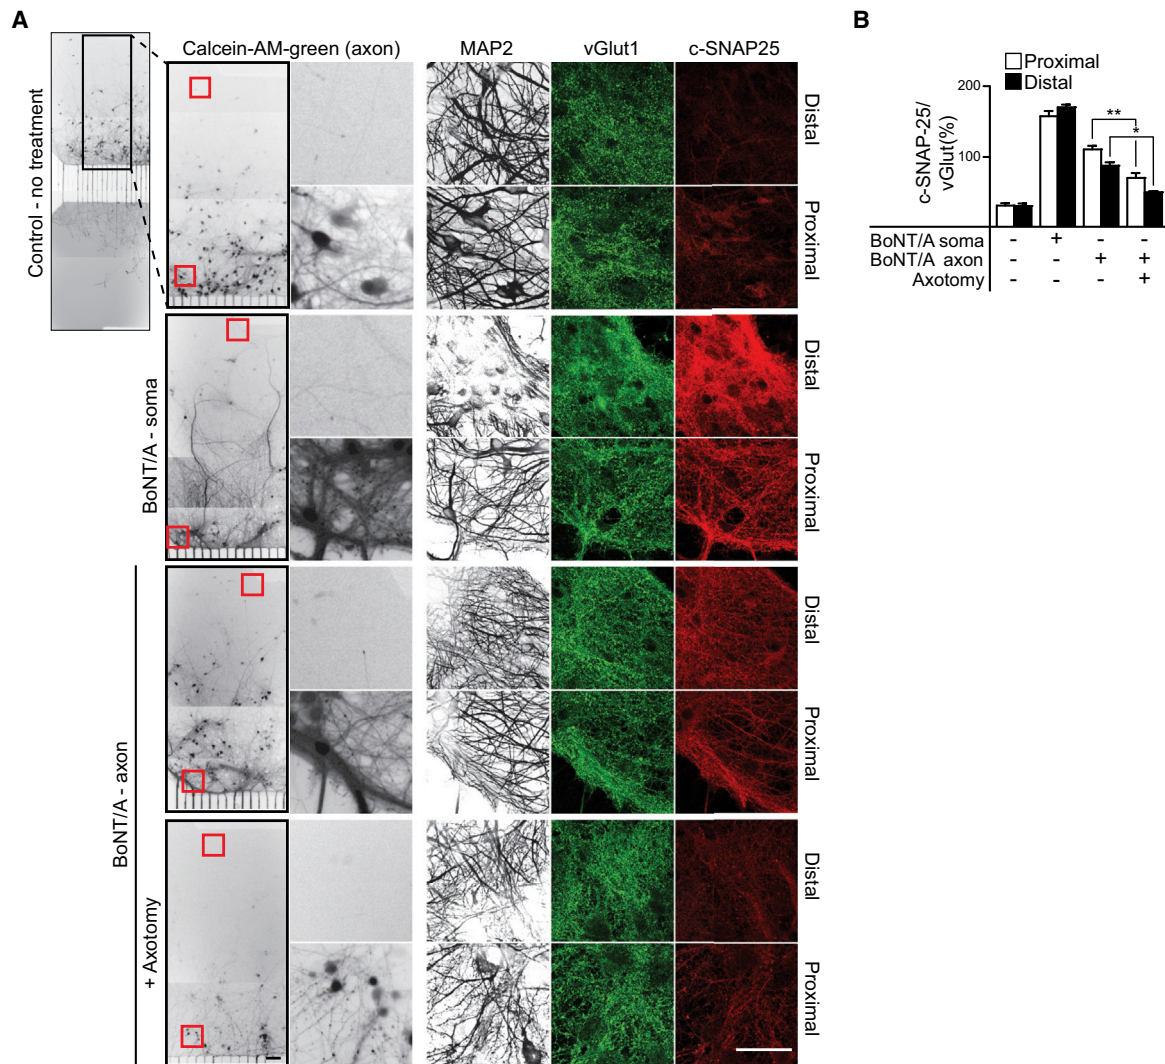 A
Calcein-AM-green (axon)
MAP2
vGlut1
c-SNAP25
Control - no treatment
Distal
Proximal
BoNT/A - soma
Distal
Proximal
BoNT/A - axon
Distal
Proximal
+ Axotomy
Distal
Proximal
B
Proximal
Distal
c-SNAP-25/
vGlut(%)
200
100
** 
*
BoNT/A soma - + - -
BoNT/A axon - - + +
Axotomy - - - +